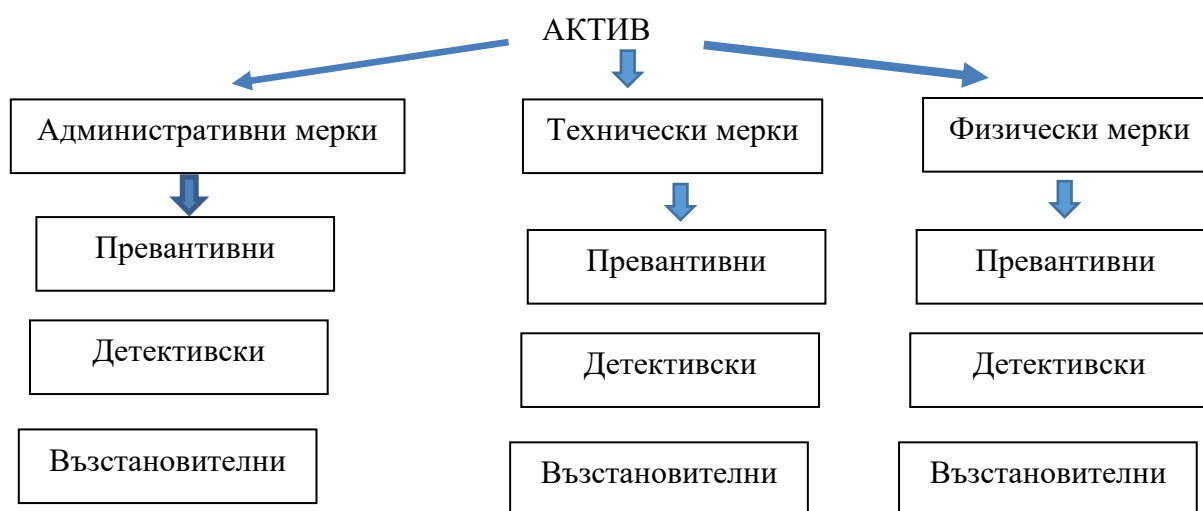 АКТИВ
Административни мерки
Технически мерки
Физически мерки
Превантивни
Превантивни
Превантивни
Детективски
Детективски
Детективски
Възстановителни
Възстановителни
Възстановителни